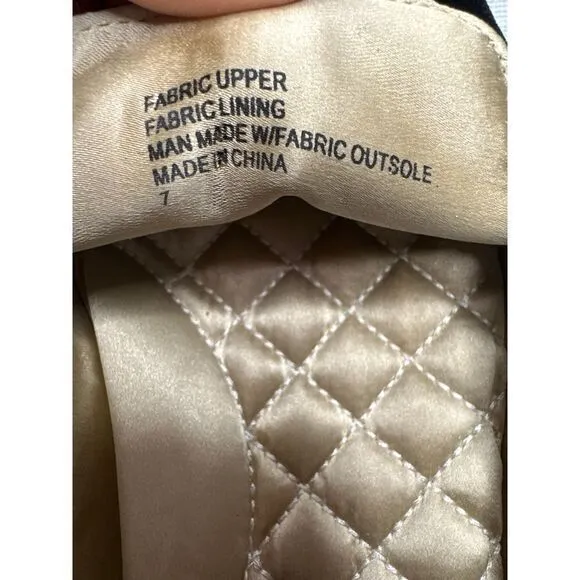 FABRIC UPPER
FABRIC LINING
MAN MADE W/FABRIC OUTSOLE
MADE IN CHINA
7